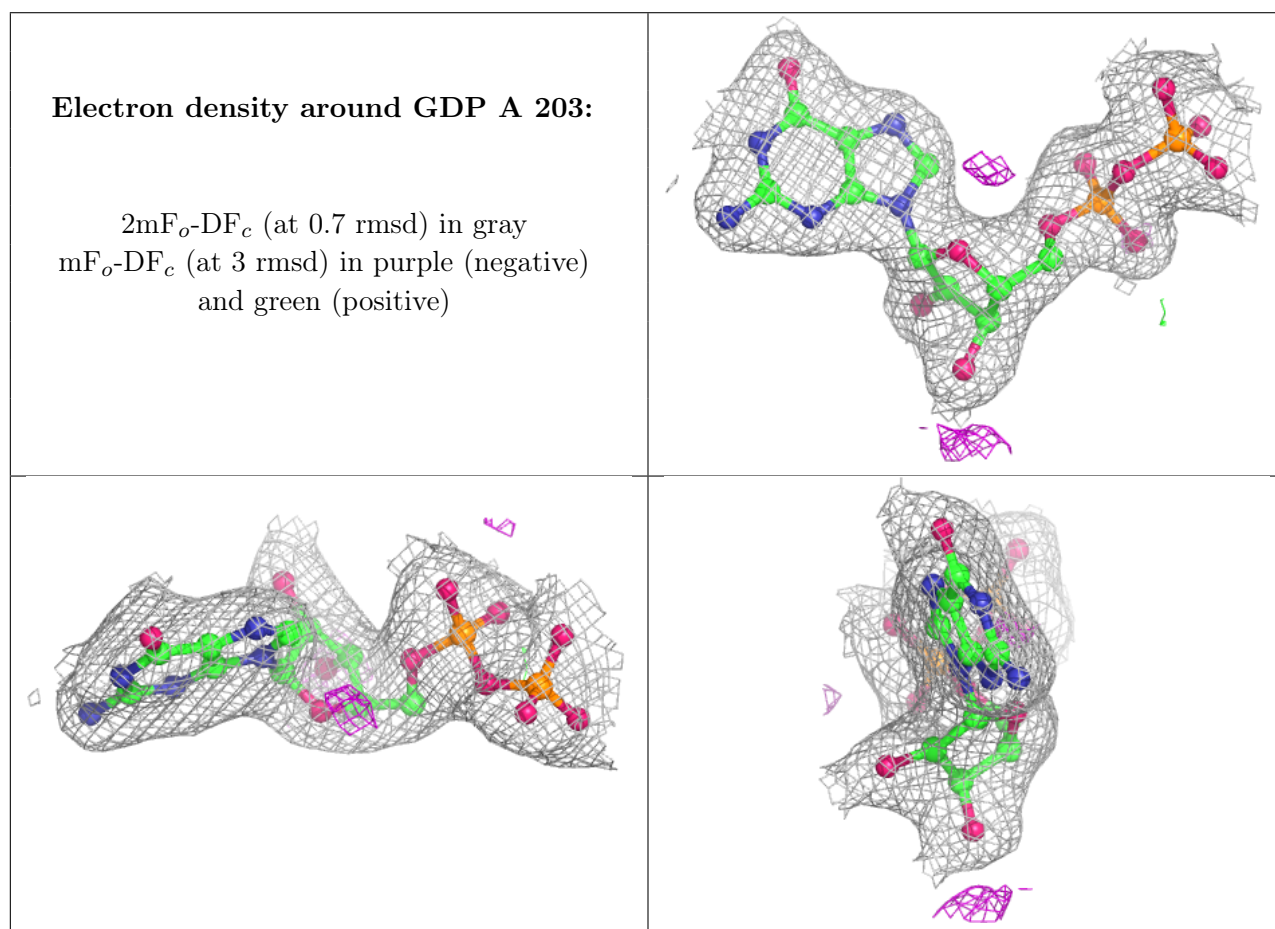 Electron density around GDP A 203:
2mFo-DFc (at 0.7 rmsd) in gray
mFo-DFc (at 3 rmsd) in purple (negative)
and green (positive)